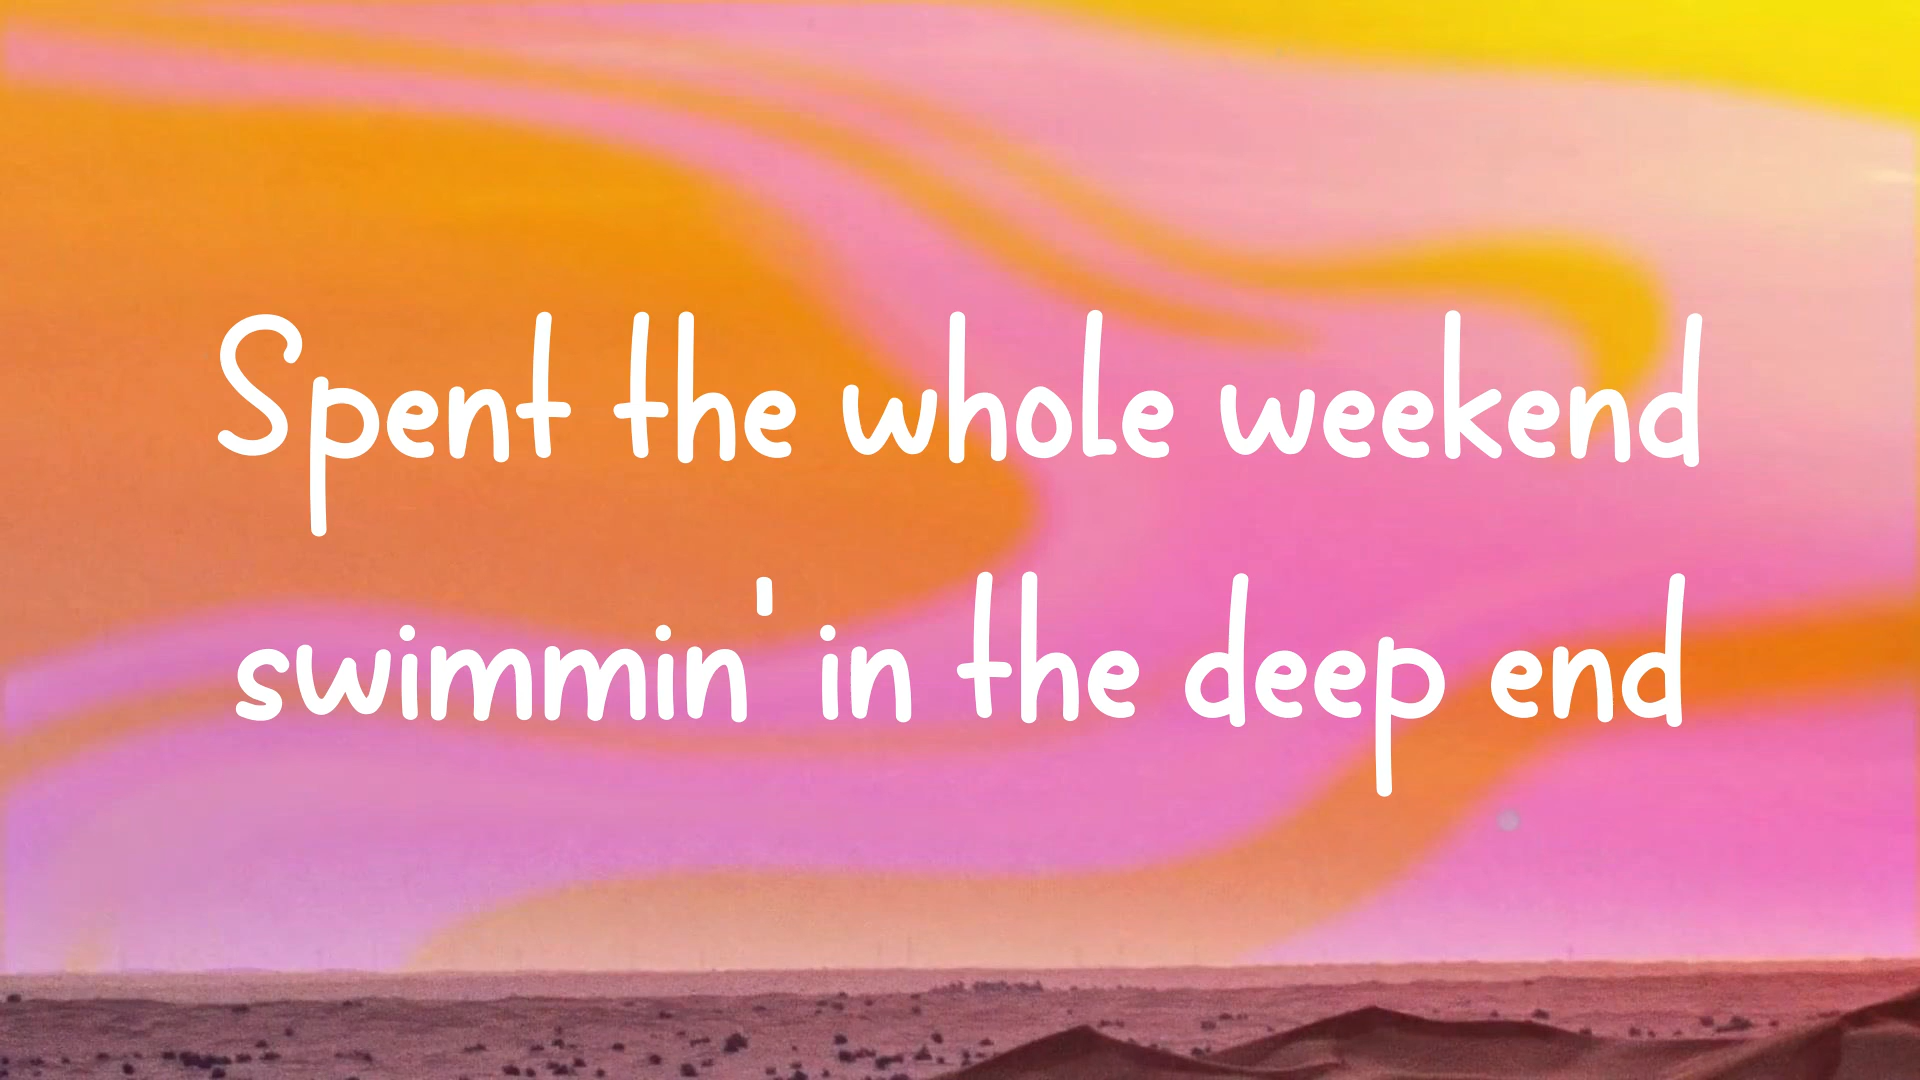 Spent the whole weekend
swimmin' in the deep end